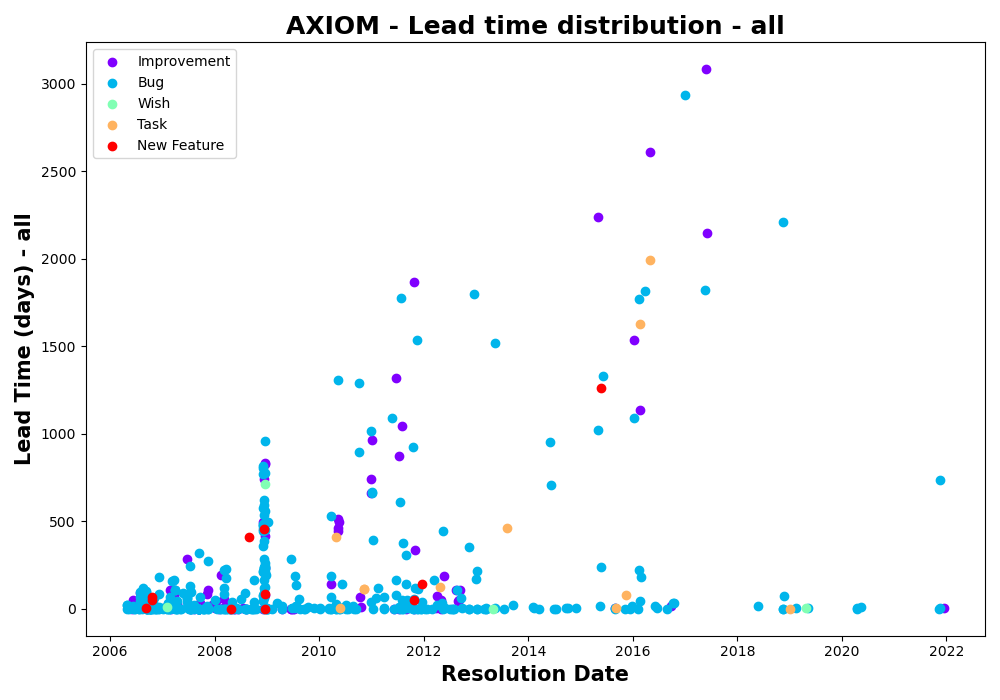 AXIOM - Lead time distribution - all
Improvement
Bug
Wish
Task
New Feature
Lead Time (days) - all
3000
2500
2000
1500
1000
500
0
2006 2008 2010 2012 2014 2016 2018 2020 2022
Resolution Date